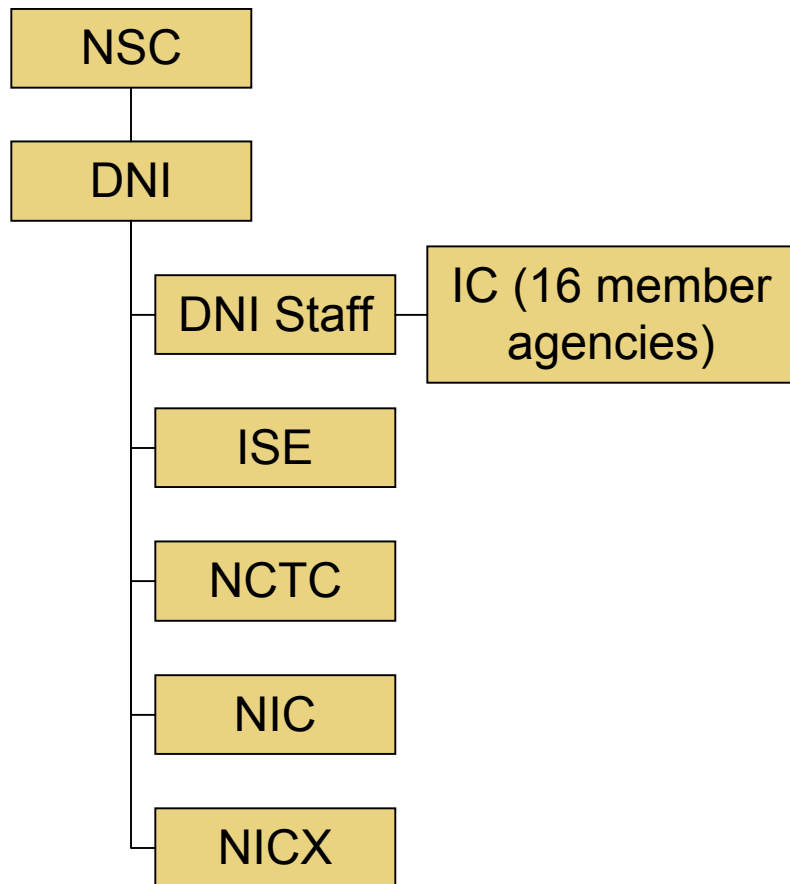 NSC
DNI
DNI Staff
IC (16 member
agencies)
ISE
NCTC
NIC
NICX